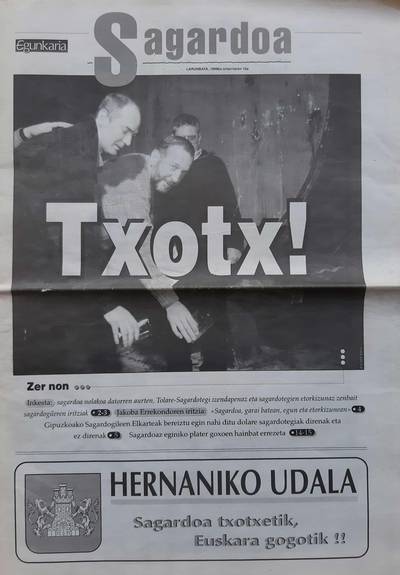 Egunkaria
Sagardoa
Txotx!
Zer non
Inkesta: sagardoa nolakoa datorren aurten. Tolare-Sagardotegi izendapenaz eta sagardotegien etorkizunaz zenbait
sagardogileren iritziak 2-3 Jakoba Errekondoren iritzia: «Sagardoa, garai batean, egun eta etorkizunean» 4
Gipuzkoako Sagardogileen Elkarteak bereiztu egin nahi ditu dolare sagardotegiak direnak eta
ez direnak 5 Sagardoaz eginiko plater goxoen hainbat errezeta 14-15
HERNANIKO UDALA
Sagardoa txotxetik,
Euskara gogotik !!